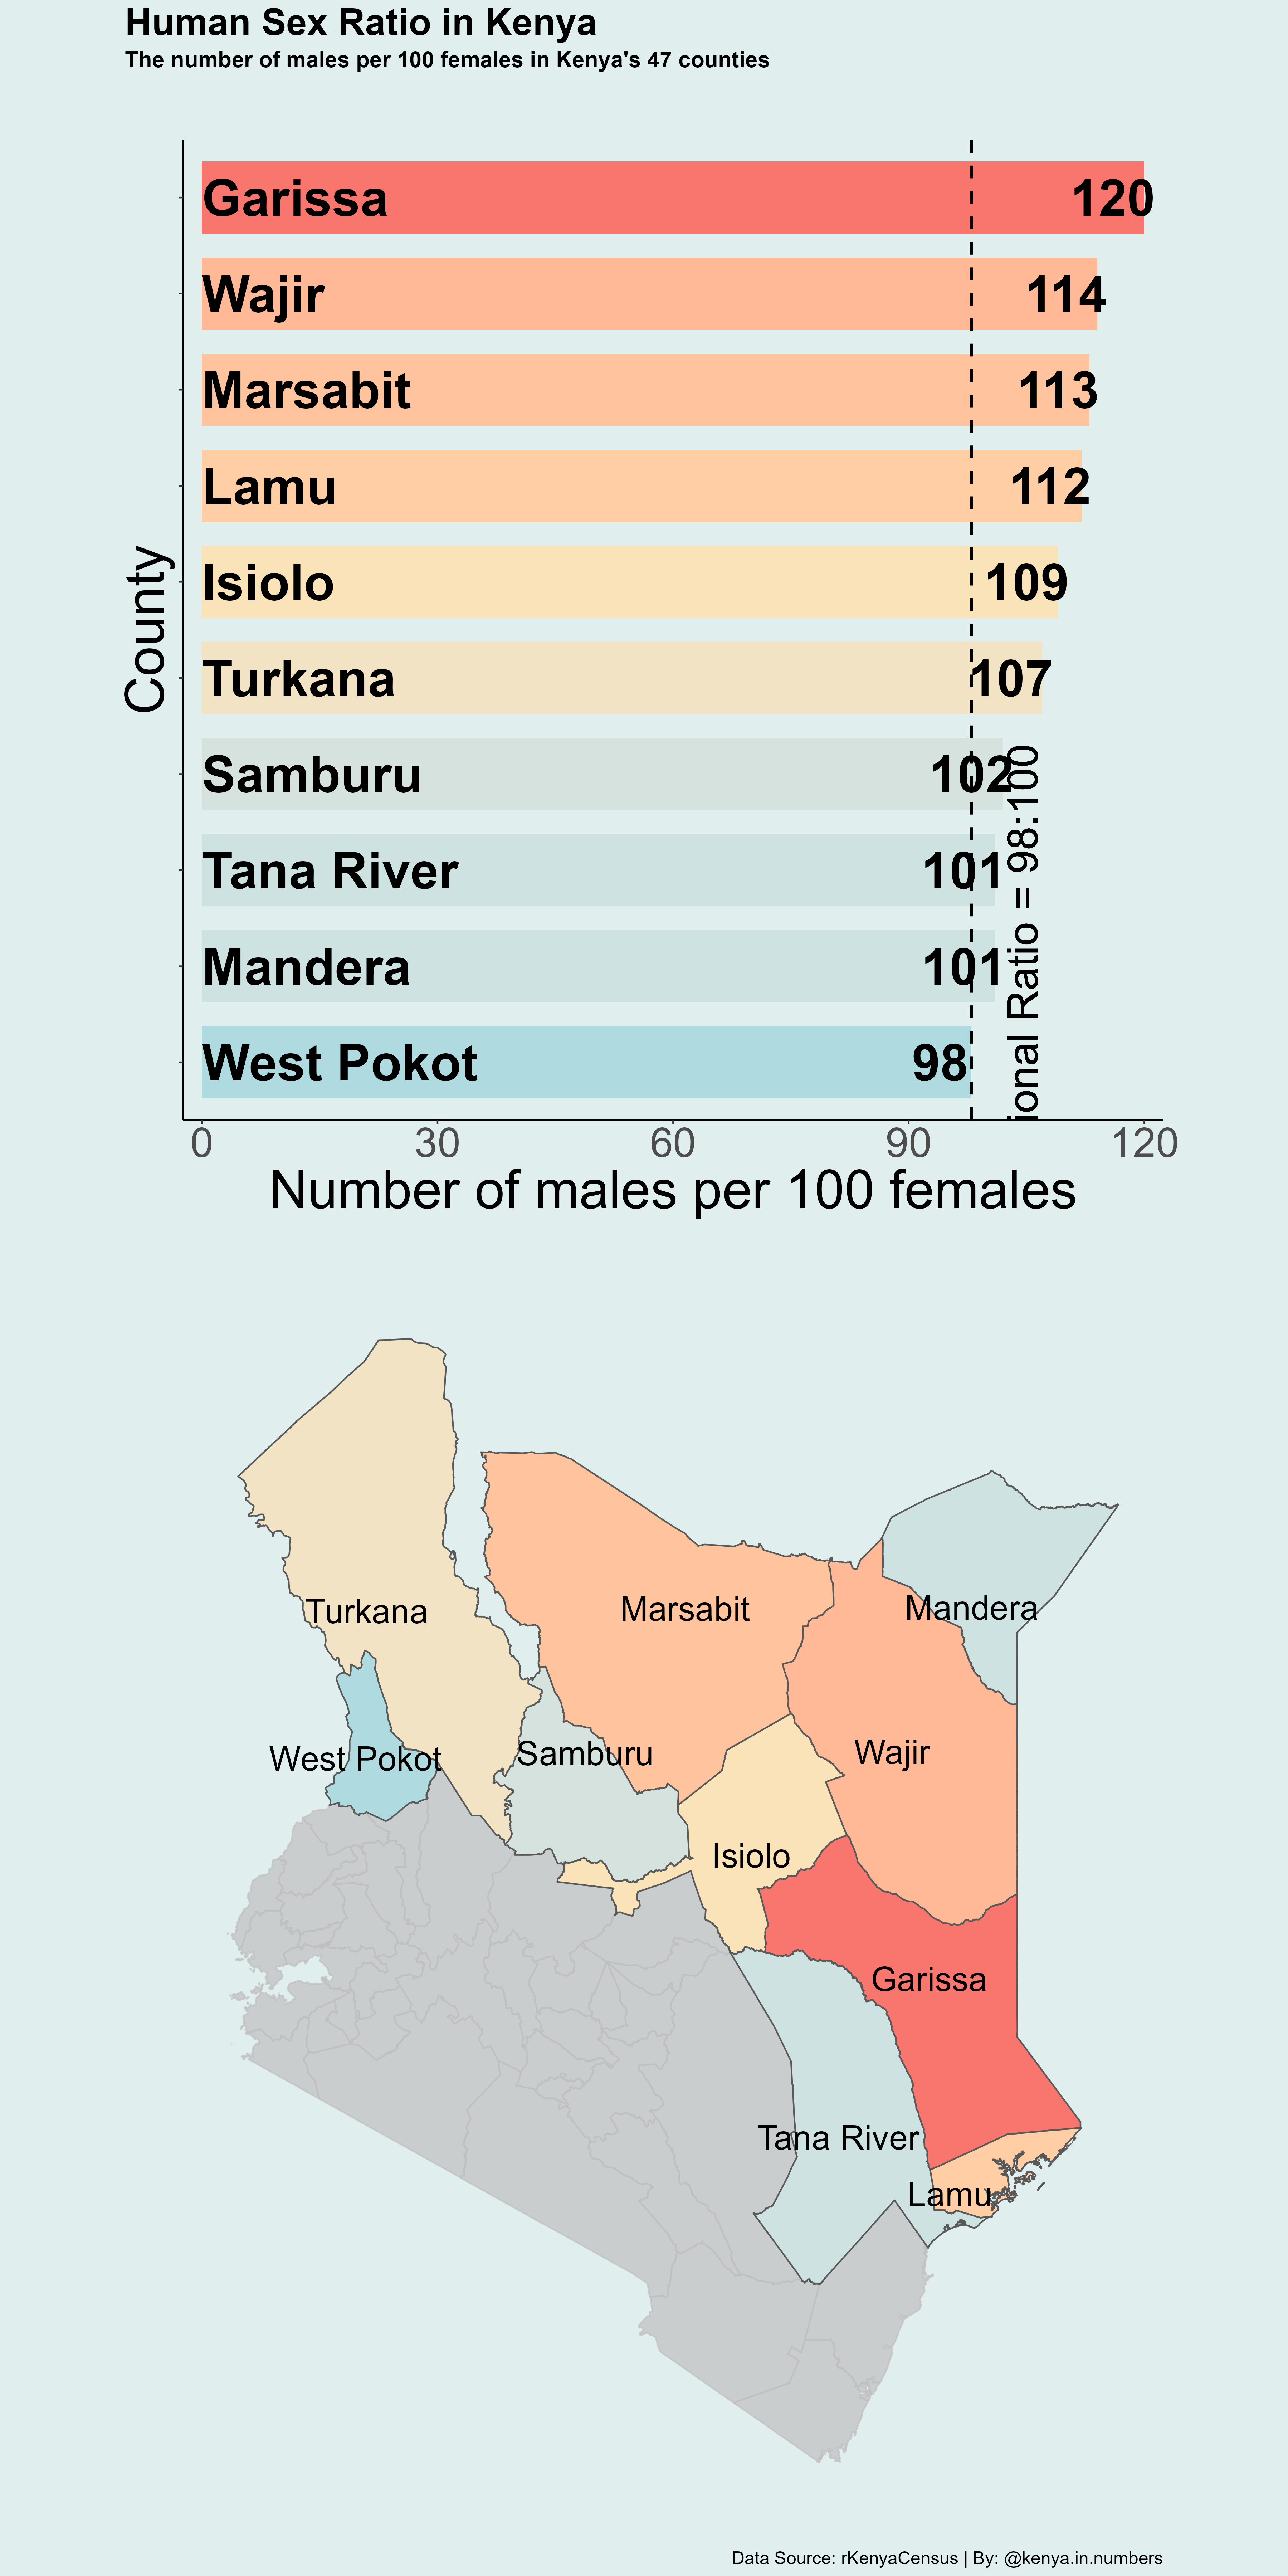 Human Sex Ratio in Kenya
The number of males per 100 females in Kenya's 47 counties
County
Garissa 120
Wajir 114
Marsabit 113
Lamu 112
Isiolo 109
Turkana 107
Samburu 102
Tana River 101
Mandera 101
West Pokot 98
ional Ratio = 98:100
0 30 60 90 120
Number of males per 100 females
Turkana
Marsabit
Mandera
West Pokot
Samburu
Wajir
Isiolo
Garissa
Tana River
Lamu
Data Source: rKenyaCensus | By: @kenya.in.numbers